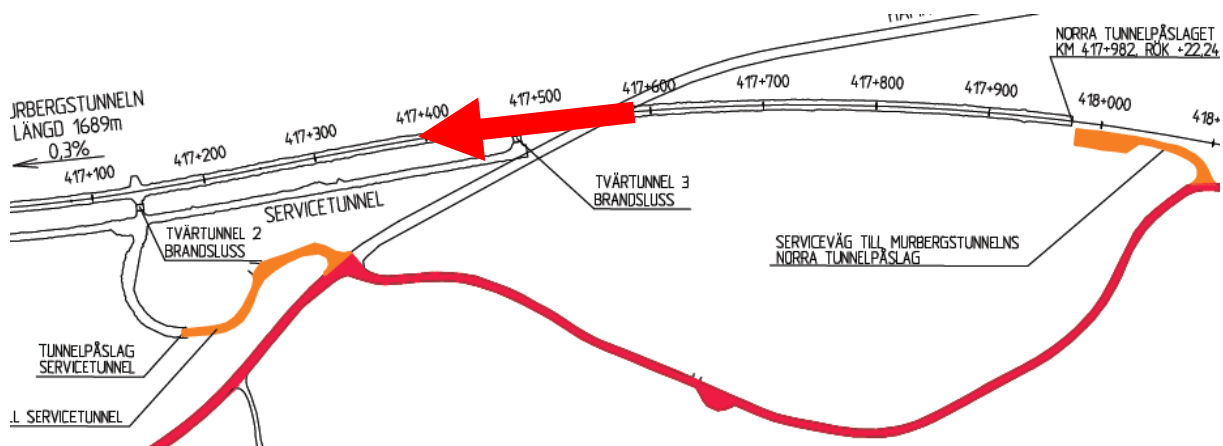 NORRA TUNNELPÅSLAGET
KM 417+982, RÖK +22,24
417+600
417+700
417+800
417+900
418+000
417+500
417+400
417+300
417+200
417+100
URBERGSTUNNELN
LÄNGD 1689m
0,3%
SERVICETUNNEL
TVÄRTUNNEL 3
BRANDSLUSS
TVÄRTUNNEL 2
BRANDSLUSS
SERVICEVÄG TILL MURBERGSTUNNELNS
NORRA TUNNELPÅSLAG
TUNNELPÅSLAG
SERVICETUNNEL
LL SERVICETUNNEL